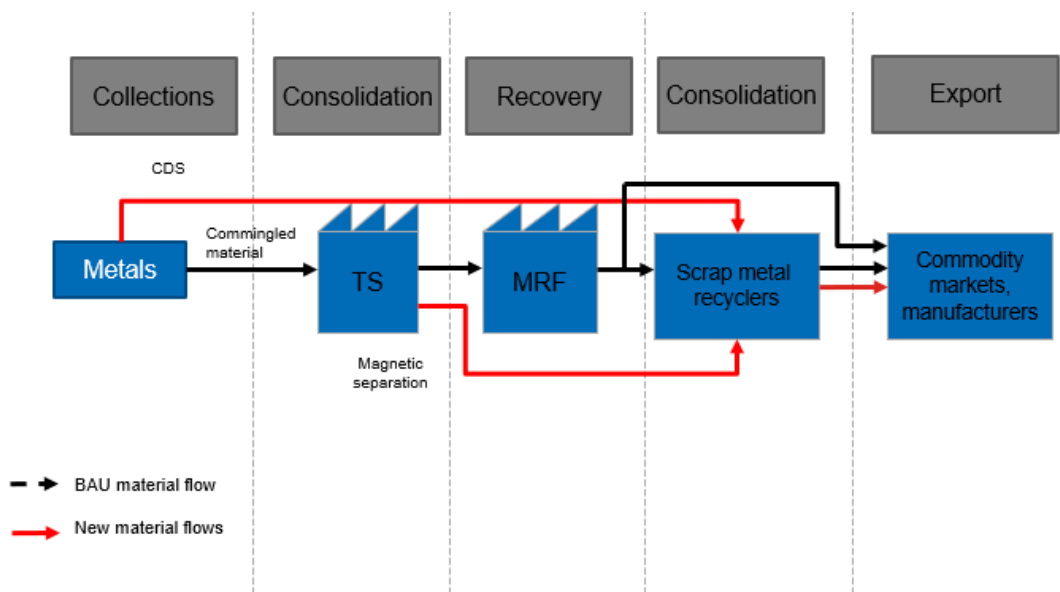 Collections
Consolidation
Recovery
Consolidation
Export
CDS
Commingled
material
Metals
TS
MRF
Scrap metal
recyclers
Commodity
markets,
manufacturers
Magnetic
separation
BAU material flow
New material flows